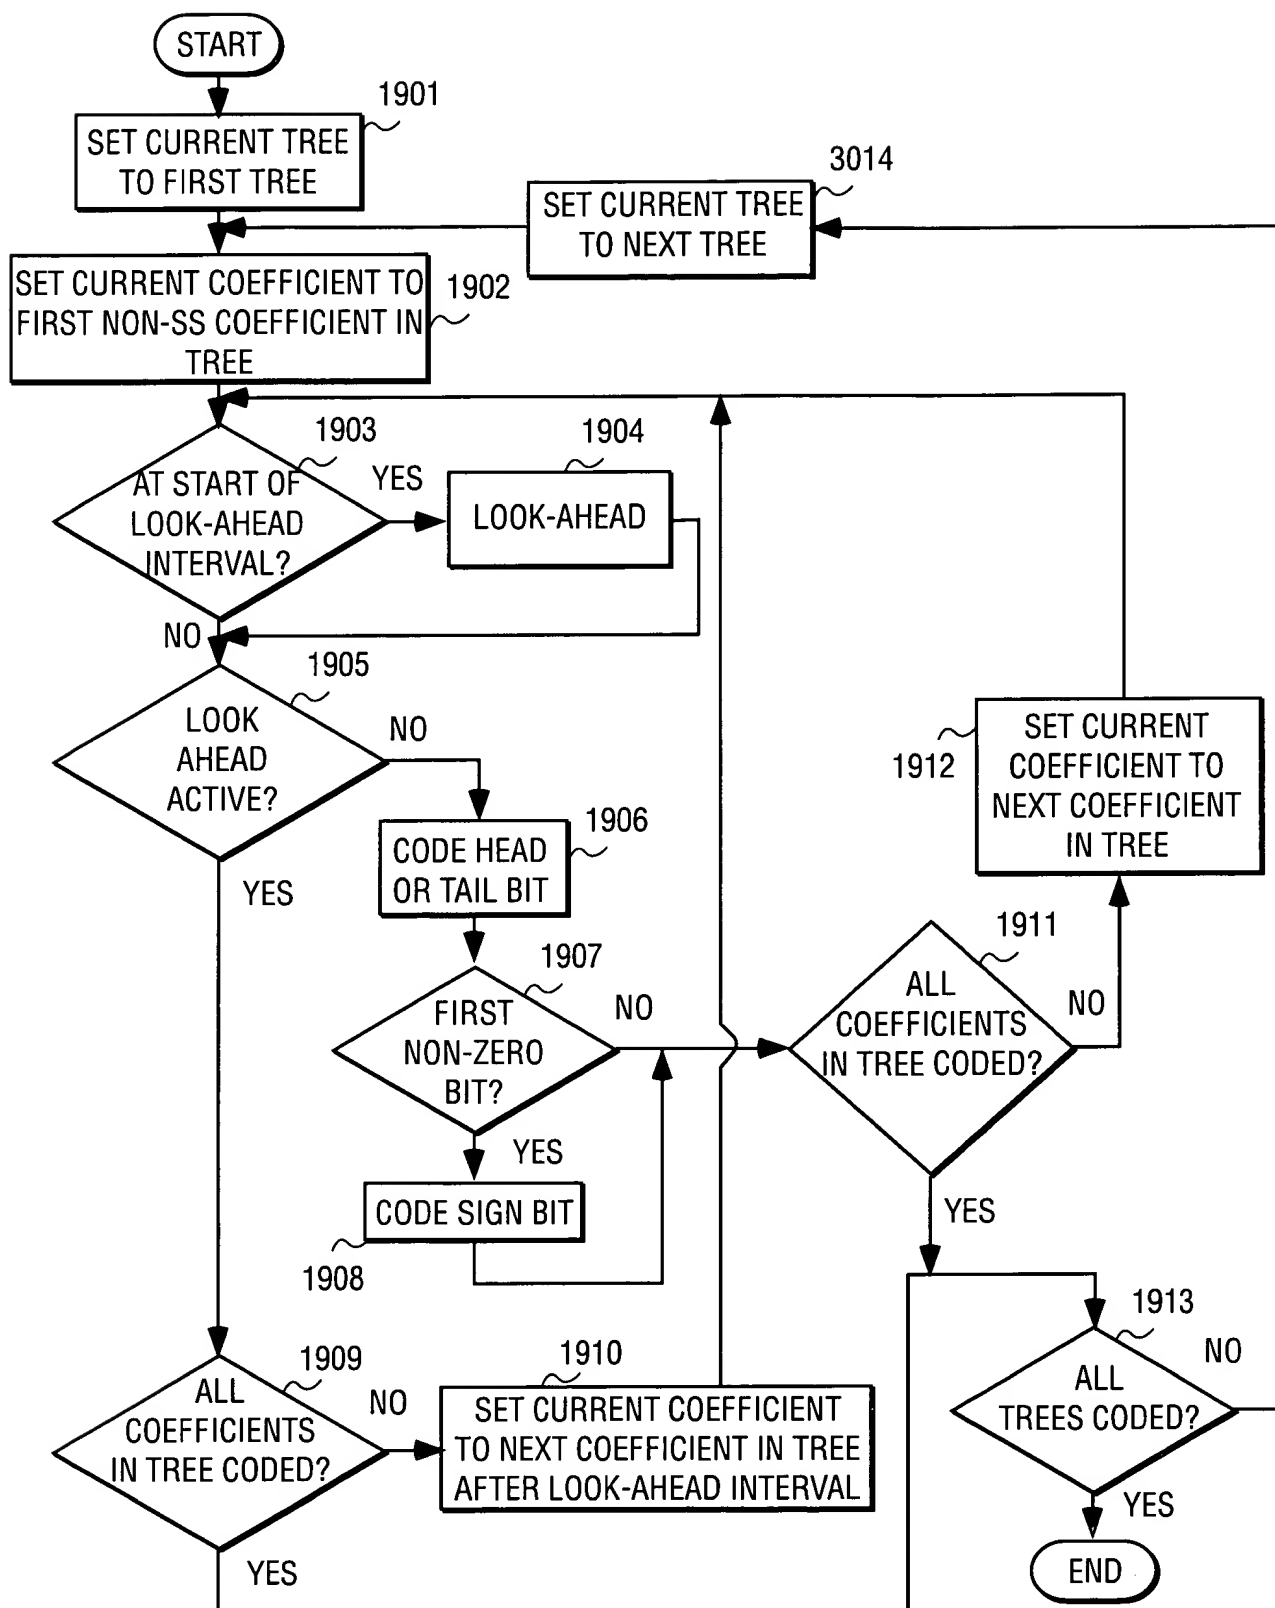 START
1901
SET CURRENT TREE
TO FIRST TREE
3014
SET CURRENT TREE
TO NEXT TREE
1902
SET CURRENT COEFFICIENT TO
FIRST NON-SS COEFFICIENT IN
TREE
1903
AT START OF
LOOK-AHEAD
INTERVAL?
YES
1904
LOOK-AHEAD
NO
1905
LOOK
AHEAD
ACTIVE?
NO
YES
1906
CODE HEAD
OR TAIL BIT
1907
FIRST
NON-ZERO
BIT?
NO
YES
CODE SIGN BIT
1908
1912
SET CURRENT
COEFFICIENT TO
NEXT COEFFICIENT
IN TREE
1911
ALL
COEFFICIENTS
IN TREE CODED?
NO
YES
1909
ALL
COEFFICIENTS
IN TREE CODED?
NO
YES
1910
SET CURRENT COEFFICIENT
TO NEXT COEFFICIENT IN TREE
AFTER LOOK-AHEAD INTERVAL
1913
ALL
TREES CODED?
NO
YES
END